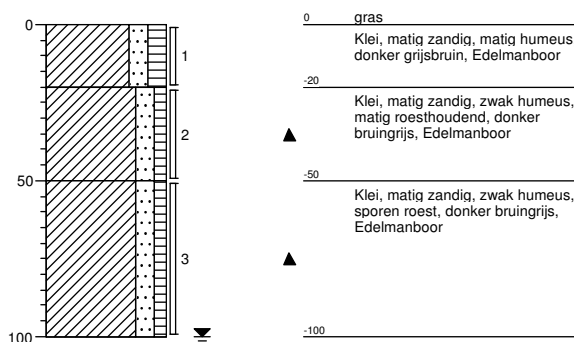 0
50
100
1
2
3
0 gras
Klei, matig zandig, matig humeus
donker grijsbruin, Edelmanboor
-20
Klei, matig zandig, zwak humeus,
matig roesthoudend, donker
bruingrijs, Edelmanboor
-50
Klei, matig zandig, zwak humeus,
sporen roest, donker bruingrijs,
Edelmanboor
-100